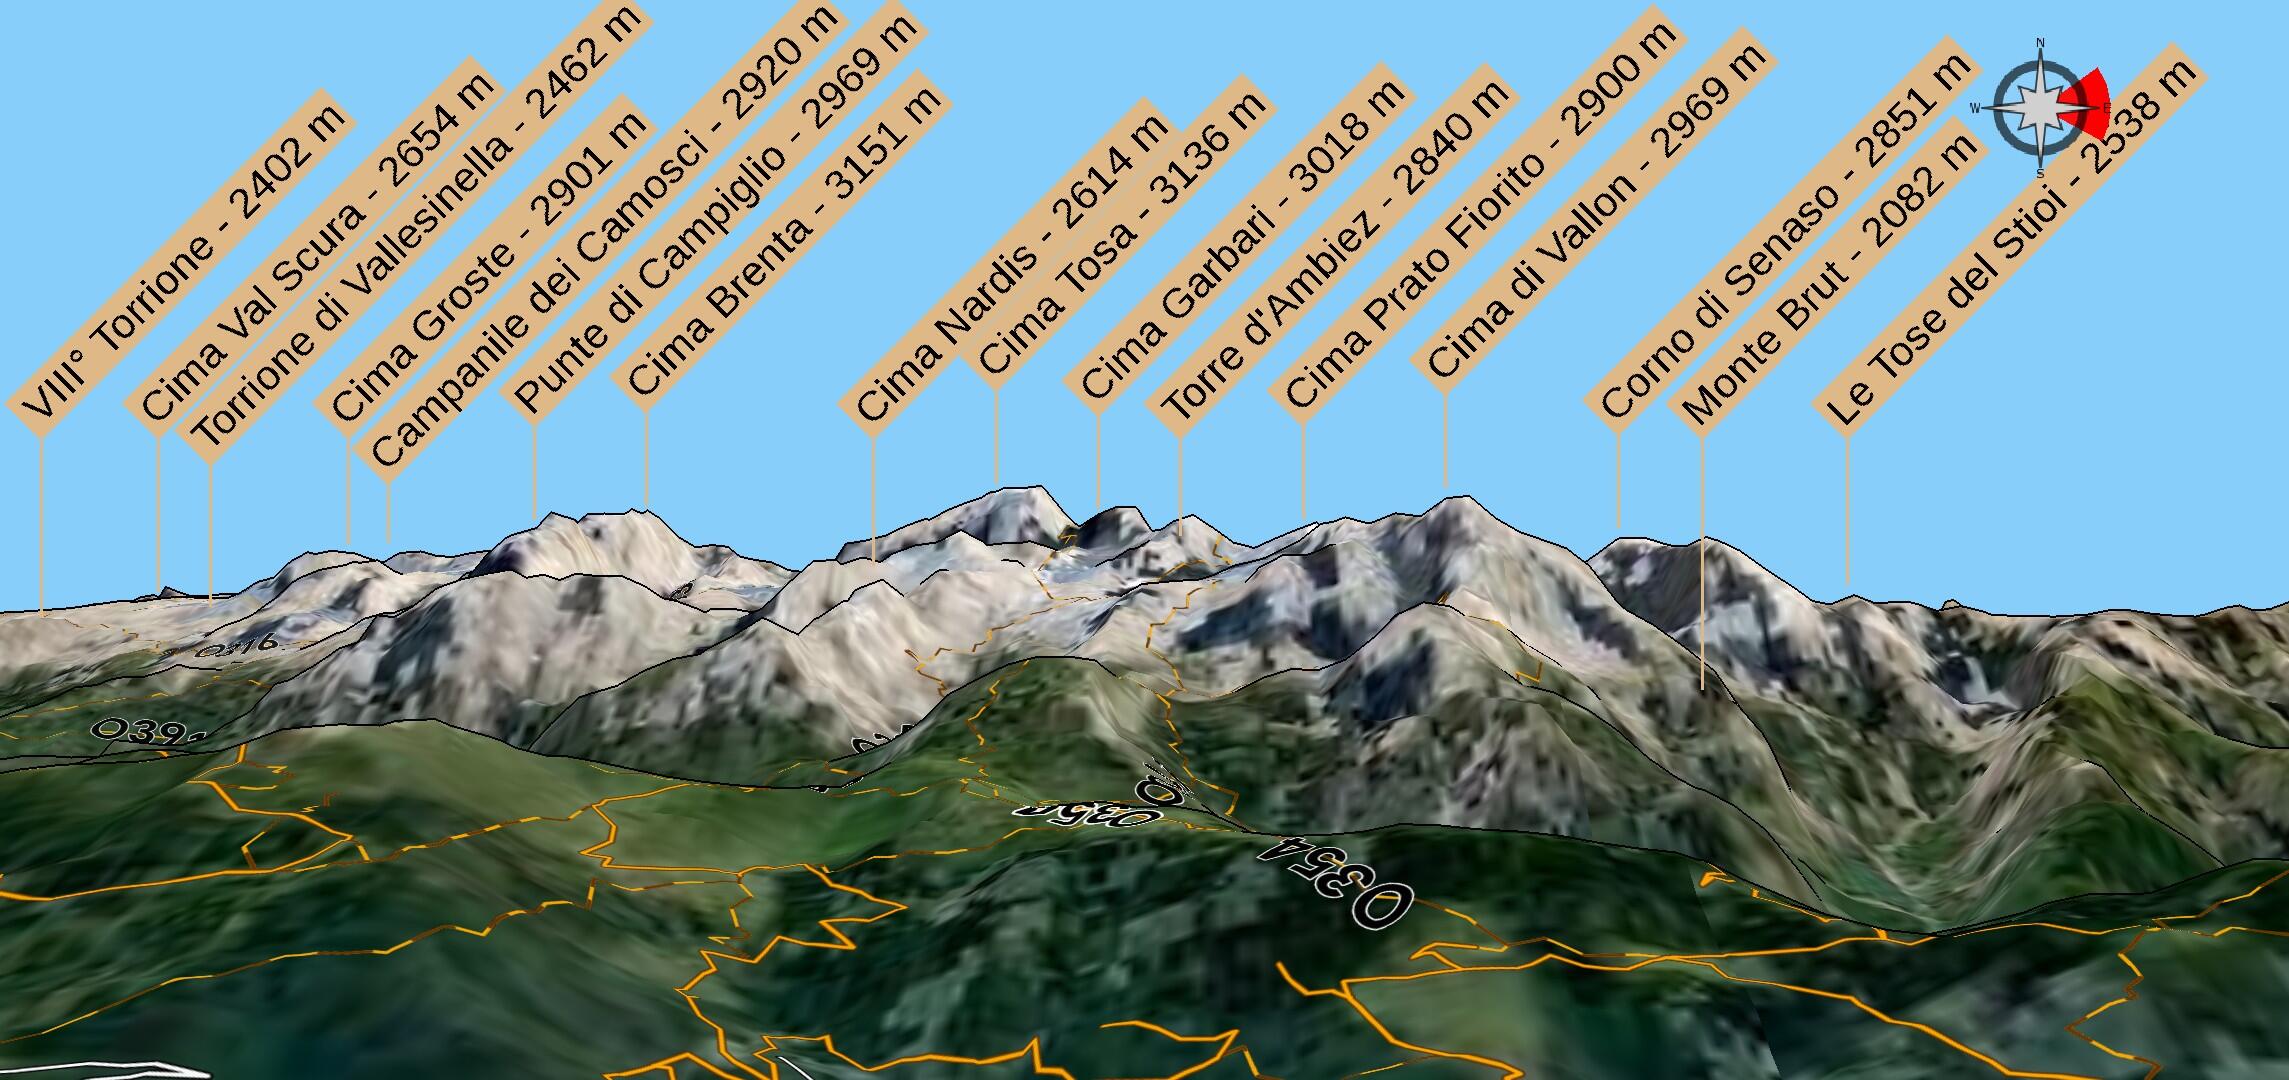 VIII° Torrione - 2402 m
Cima Val Scura - 2654 m
Torrione di Vallesinella - 2462 m
Cima Groste - 2901 m
Campanile dei Camosci - 2920 m
Punte di Campiglio - 2969 m
Cima Brenta - 3151 m
Cima Nardis - 2614 m
Cima Tosa - 3136 m
Cima Garbari - 3018 m
Torre d'Ambiez - 2840 m
Cima Prato Fiorito - 2900 m
Cima di Vallon - 2969 m
Corno di Senaso - 2851 m
Monte Brut - 2082 m
Le Tose del Stioi - 2538 m
N
W
E
S
O316
O354